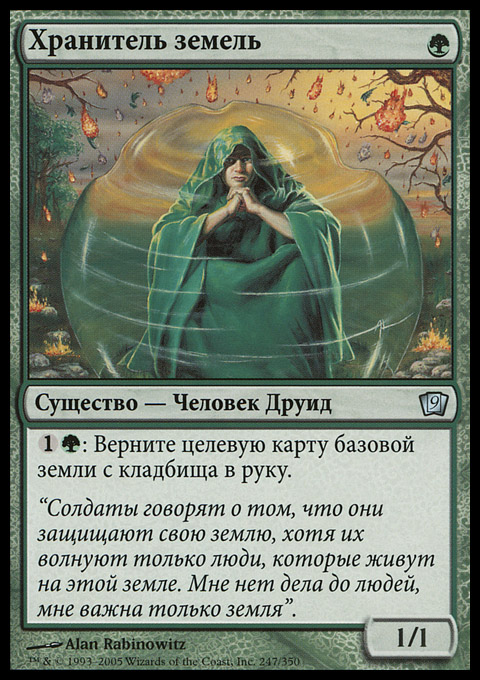 Хранитель земель
Существо — Человек Друид
9
1: Верните целевую карту базовой
земли с кладбища в руку.
“Солдаты говорят о том, что они
защищают свою землю, хотя их
волнуют только люди, которые живут
на этой земле. Мне нет дела до людей,
мне важна только земля”.
Alan Rabinowitz
1/1
™ & © 1993–2005 Wizards of the Coast, Inc. 247/350